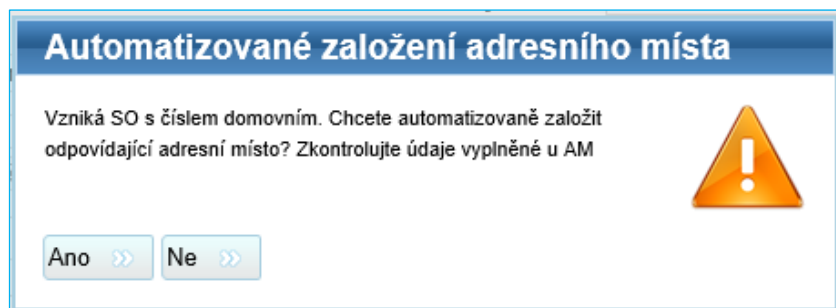 Automatizované založení adresního místa
Vzniká SO s číslem domovním. Chcete automatizovaně založit
odpovídající adresní místo? Zkontrolujte údaje vyplněné u AM
Ano
Ne